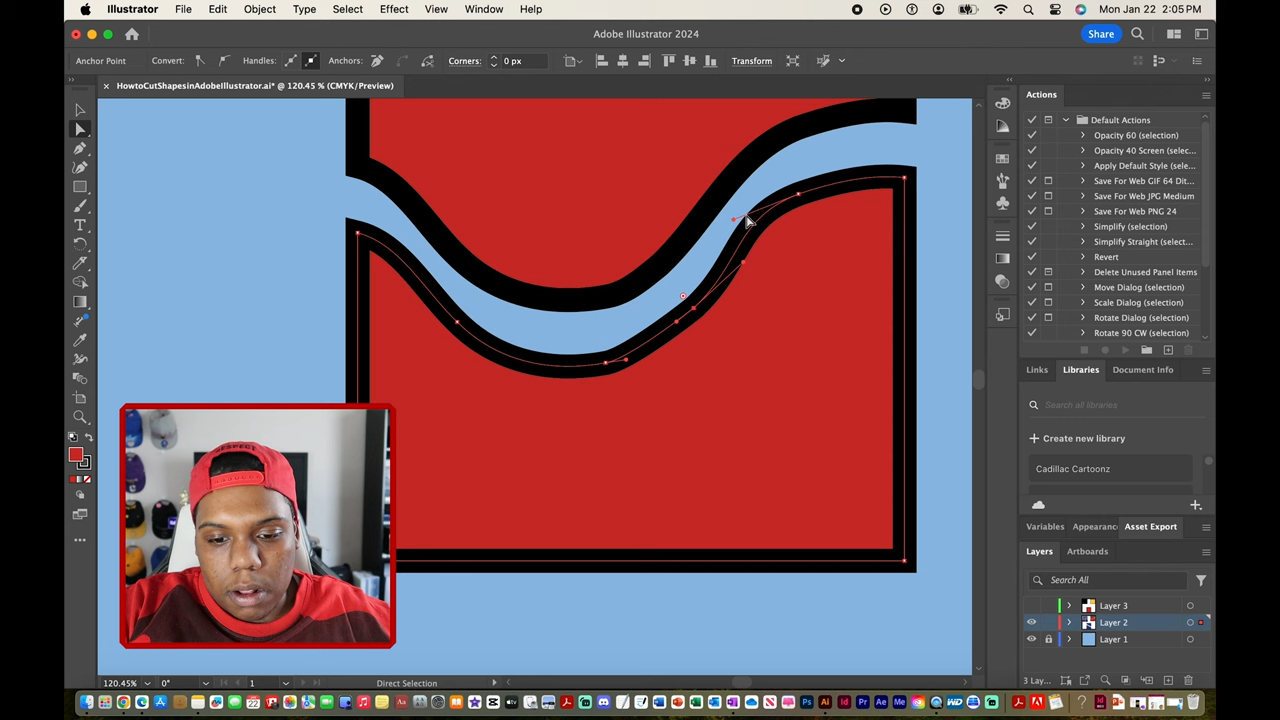 Illustrator File Edit Object Type Select Effect View Window Help Mon Jan 22 2:05 PM
Adobe Illustrator 2024 Share
Anchor Point Convert: Handles: Anchors: Corners: 0 px Transform
× HowtoCutShapesinAdobeIllustrator.ai* @ 120.45 % (CMYK/Preview)
Actions
Default Actions
Opacity 60 (selection)
Opacity 40 Screen (selec...
Apply Default Style (sele...
Save For Web GIF 64 Dit...
Save For Web JPG Medium
Save For Web PNG 24
Simplify (selection)
Simplify Straight (select...
Revert
Delete Unused Panel Items
Move Dialog (selection)
Scale Dialog (selection)
Rotate Dialog (selection)
Rotate 90 CW (selection)
Links Libraries Document Info
Search all libraries
+ Create new library
Cadillac Cartoonz
Variables Appearanc Asset Export
Layers Artboards
Search All
Layer 3
Layer 2
Layer 1
RESPECT
120.45% 0° 1 Direct Selection 3 Lay...